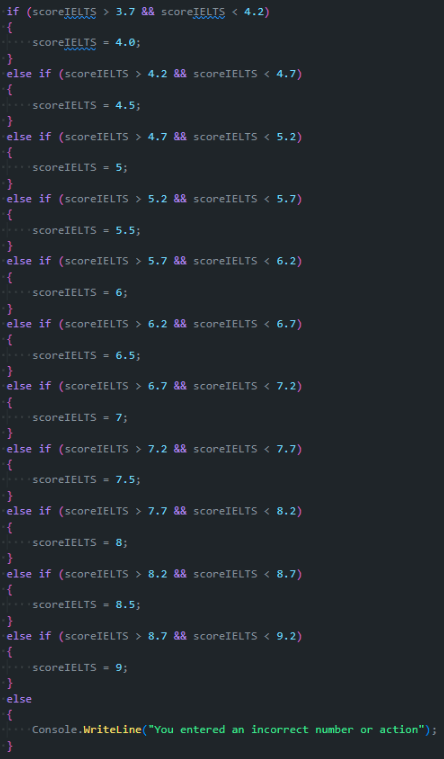 if (scoreIELTS > 3.7 && scoreIELTS < 4.2)
{
    scoreIELTS = 4.0;
}
else if (scoreIELTS > 4.2 && scoreIELTS < 4.7)
{
    scoreIELTS = 4.5;
}
else if (scoreIELTS > 4.7 && scoreIELTS < 5.2)
{
    scoreIELTS = 5;
}
else if (scoreIELTS > 5.2 && scoreIELTS < 5.7)
{
    scoreIELTS = 5.5;
}
else if (scoreIELTS > 5.7 && scoreIELTS < 6.2)
{
    scoreIELTS = 6;
}
else if (scoreIELTS > 6.2 && scoreIELTS < 6.7)
{
    scoreIELTS = 6.5;
}
else if (scoreIELTS > 6.7 && scoreIELTS < 7.2)
{
    scoreIELTS = 7;
}
else if (scoreIELTS > 7.2 && scoreIELTS < 7.7)
{
    scoreIELTS = 7.5;
}
else if (scoreIELTS > 7.7 && scoreIELTS < 8.2)
{
    scoreIELTS = 8;
}
else if (scoreIELTS > 8.2 && scoreIELTS < 8.7)
{
    scoreIELTS = 8.5;
}
else if (scoreIELTS > 8.7 && scoreIELTS < 9.2)
{
    scoreIELTS = 9;
}
else
{
    Console.WriteLine("You entered an incorrect number or action");
}